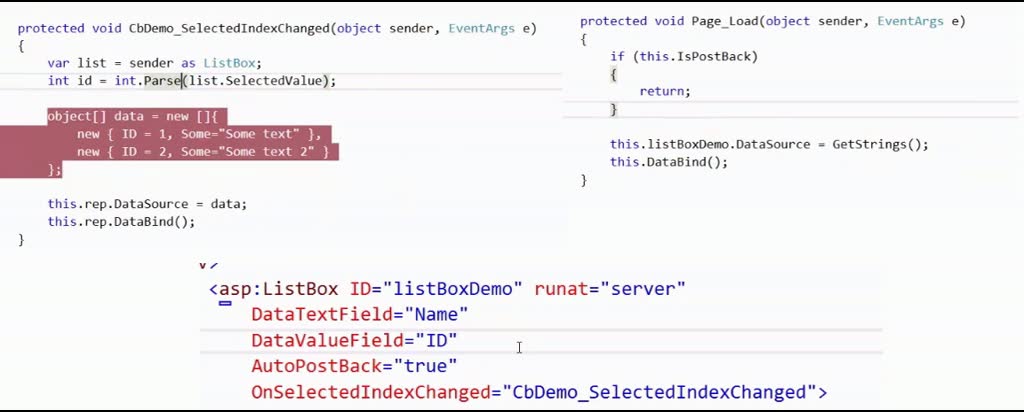 protected void CbDemo_SelectedIndexChanged(object sender, EventArgs e)
{
var list = sender as ListBox;
int id = int.Parse(list.SelectedValue);
object[] data = new []{
new { ID = 1, Some="Some text" },
new { ID = 2, Some="Some text 2" }
};
this.rep.DataSource = data;
this.rep.DataBind();
}
protected void Page_Load(object sender, EventArgs e)
{
if (this.IsPostBack)
{
return;
}
this.listBoxDemo.DataSource = GetStrings();
this.DataBind();
}
<asp:ListBox ID="listBoxDemo" runat="server"
DataTextField="Name"
DataValueField="ID"
AutoPostBack="true"
OnSelectedIndexChanged="CbDemo_SelectedIndexChanged">